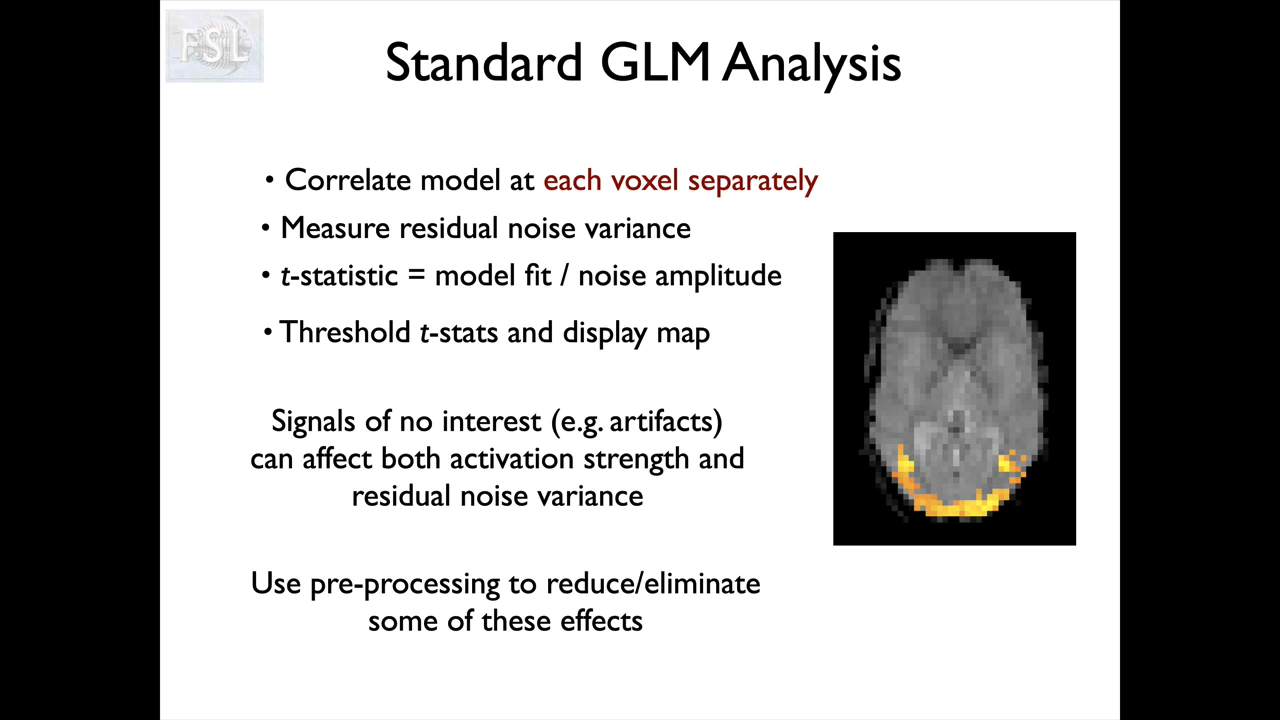 FSL
Standard GLM Analysis
• Correlate model at each voxel separately
• Measure residual noise variance
• t-statistic = model fit / noise amplitude
• Threshold t-stats and display map
Signals of no interest (e.g. artifacts)
can affect both activation strength and
residual noise variance
Use pre-processing to reduce/eliminate
some of these effects